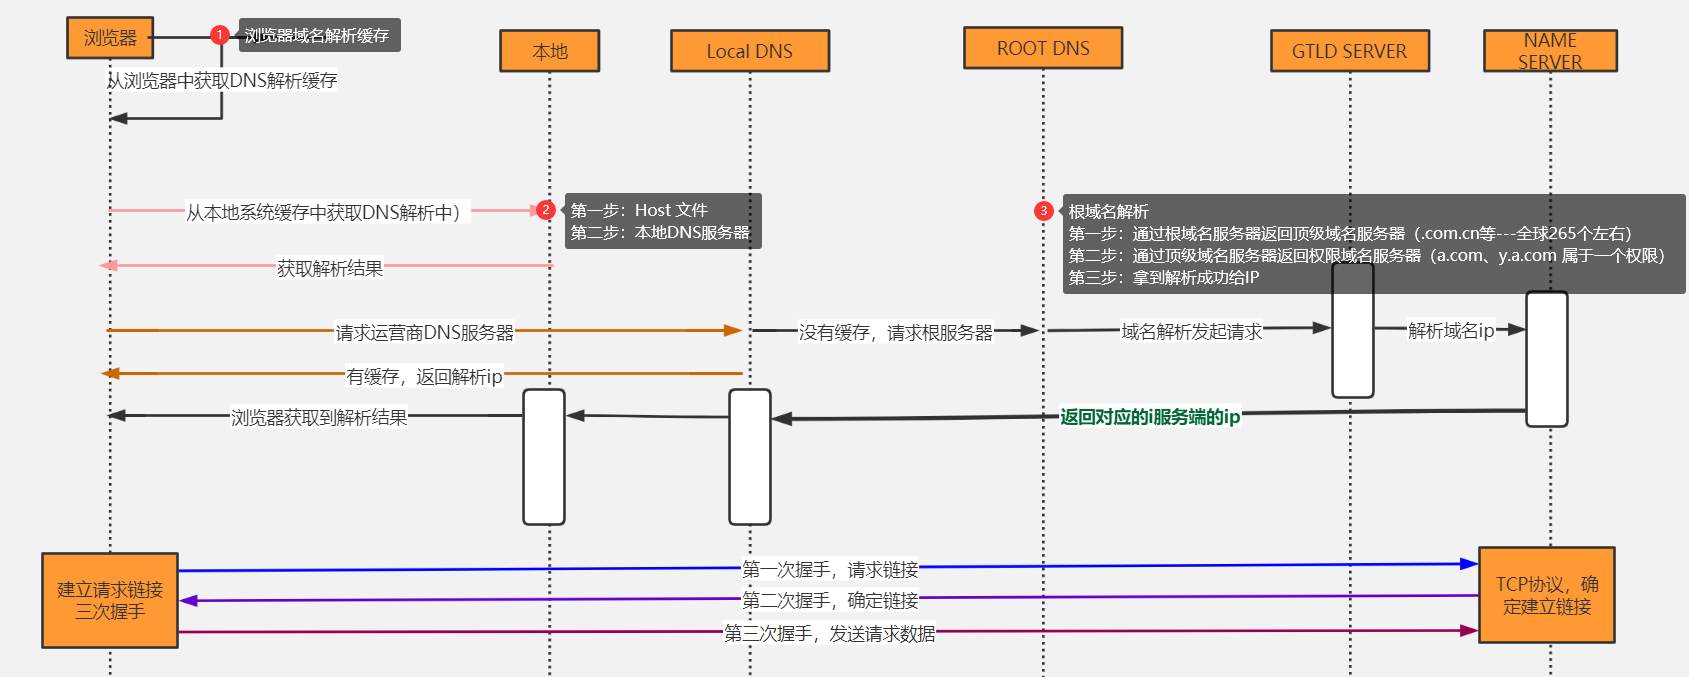 浏览器
1
浏览器域名解析缓存
本地
Local DNS
ROOT DNS
GTLD SERVER
NAME
SERVER
从浏览器中获取DNS解析缓存
从本地系统缓存中获取DNS解析中）
2
第一步：Host 文件
第二步：本地DNS服务器
3
根域名解析
第一步：通过根域名服务器返回顶级域名服务器（.com.cn等---全球265个左右）
第二步：通过顶级域名服务器返回权限域名服务器（a.com、y.a.com 属于一个权限）
第三步：拿到解析成功给IP
获取解析结果
请求运营商DNS服务器
没有缓存，请求根服务器
域名解析发起请求
解析域名ip
有缓存，返回解析ip
浏览器获取到解析结果
返回对应的i服务端的ip
建立请求链接
三次握手
第一次握手，请求链接
第二次握手，确定链接
第三次握手，发送请求数据
TCP协议，确
定建立链接